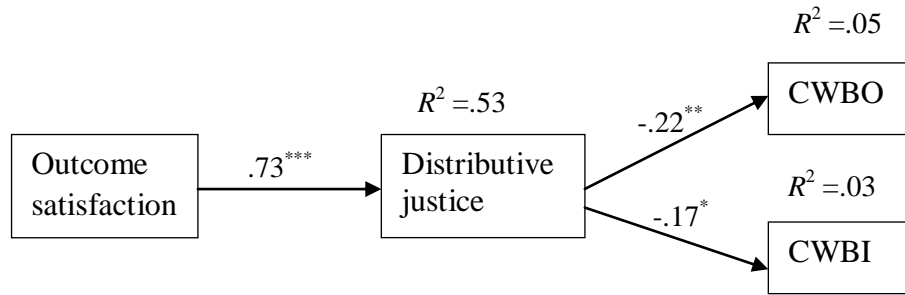 R² =.05
CWBO
R² =.53
-.22**
Outcome
satisfaction
.73***
Distributive
justice
R² =.03
-.17*
CWBI